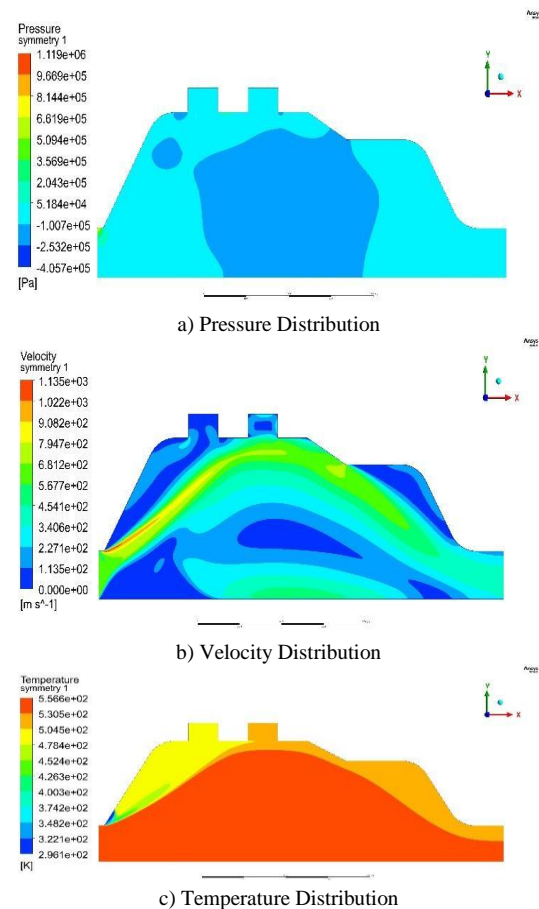 Ansys
Pressure
symmetry 1
1.119e+06
9.669e+05
8.144e+05
6.619e+05
5.094e+05
3.569e+05
2.043e+05
5.184e+04
-1.007e+05
-2.532e+05
-4.057e+05
[Pa]
Y
X
a) Pressure Distribution
Ansys
Velocity
symmetry 1
1.135e+03
1.022e+03
9.082e+02
7.947e+02
6.812e+02
5.677e+02
4.541e+02
3.406e+02
2.271e+02
1.135e+02
0.000e+00
[m s^-1]
Y
X
b) Velocity Distribution
Ansys
Temperature
symmetry 1
5.566e+02
5.305e+02
5.045e+02
4.784e+02
4.524e+02
4.263e+02
4.003e+02
3.742e+02
3.482e+02
3.221e+02
2.961e+02
[K]
Y
X
c) Temperature Distribution